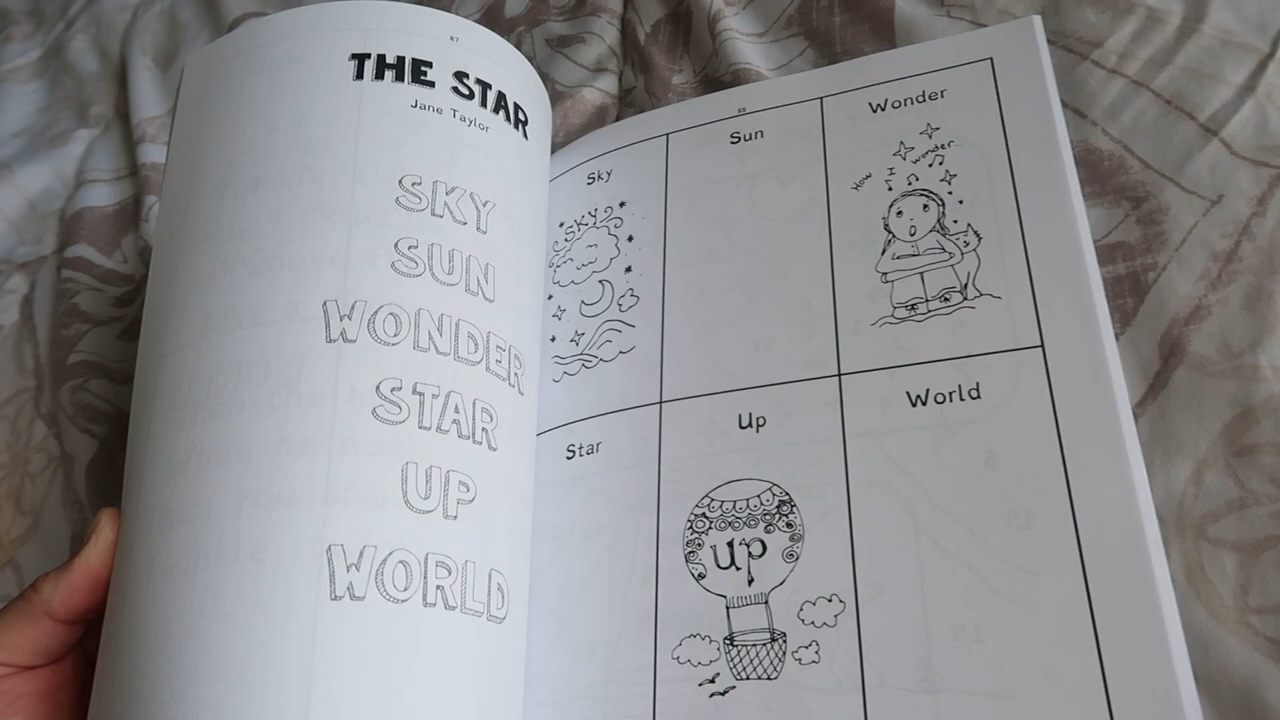 87
THE STAR
Jane Taylor
SKY
SUN
WONDER
STAR
UP
WORLD
88
Sky
SKY
Sun
Wonder
How I wonder...
Star
Up
up
World